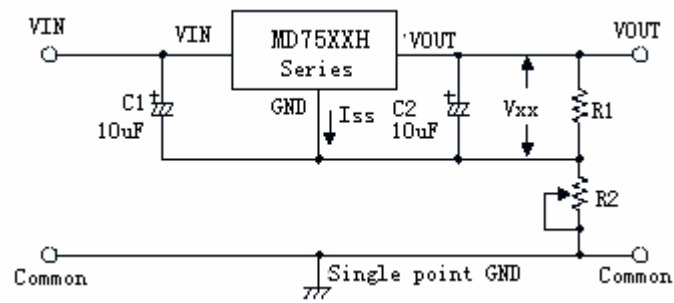 VIN
VIN
MD75XXH
Series
VOUT
VOUT
GND
Iss
C1
10uF
C2
10uF
Vxx
R1
R2
Common
Single point GND
Common